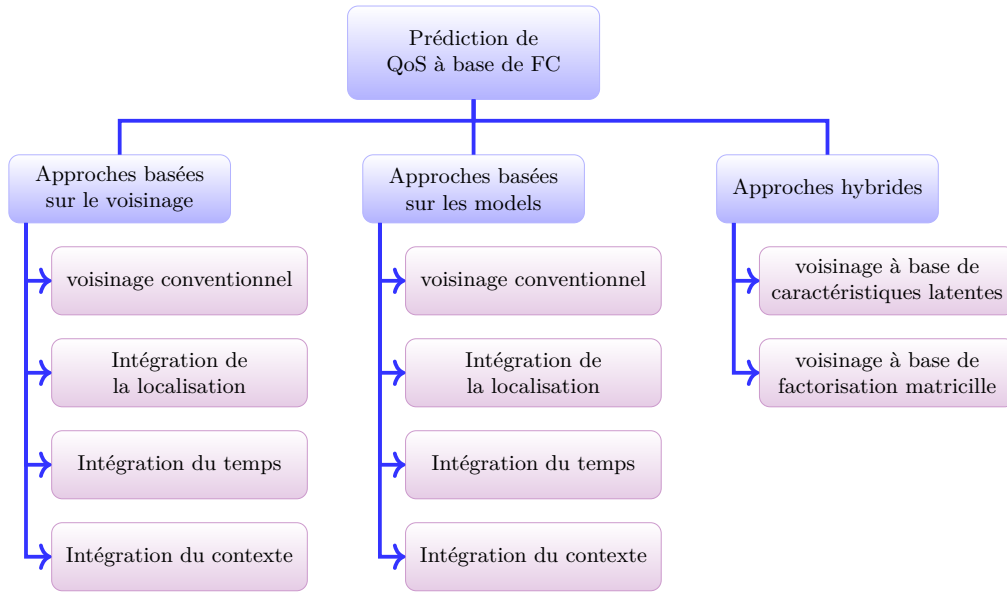 Prédiction de
QoS à base de FC
Approches basées
sur le voisinage
voisinage conventionnel
Intégration de
la localisation
Intégration du temps
Intégration du contexte
Approches basées
sur les models
voisinage conventionnel
Intégration de
la localisation
Intégration du temps
Intégration du contexte
Approches hybrides
voisinage à base de
caractéristiques latentes
voisinage à base de
factorisation matricille